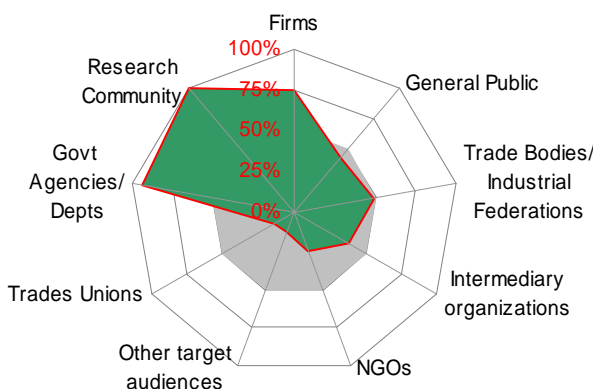 Firms
100%
Research
Community
75%
General Public
50%
Govt
Agencies/
Depts
Trade Bodies/
Industrial
Federations
25%
0%
Trades Unions
Intermediary
organizations
Other target
audiences
NGOs